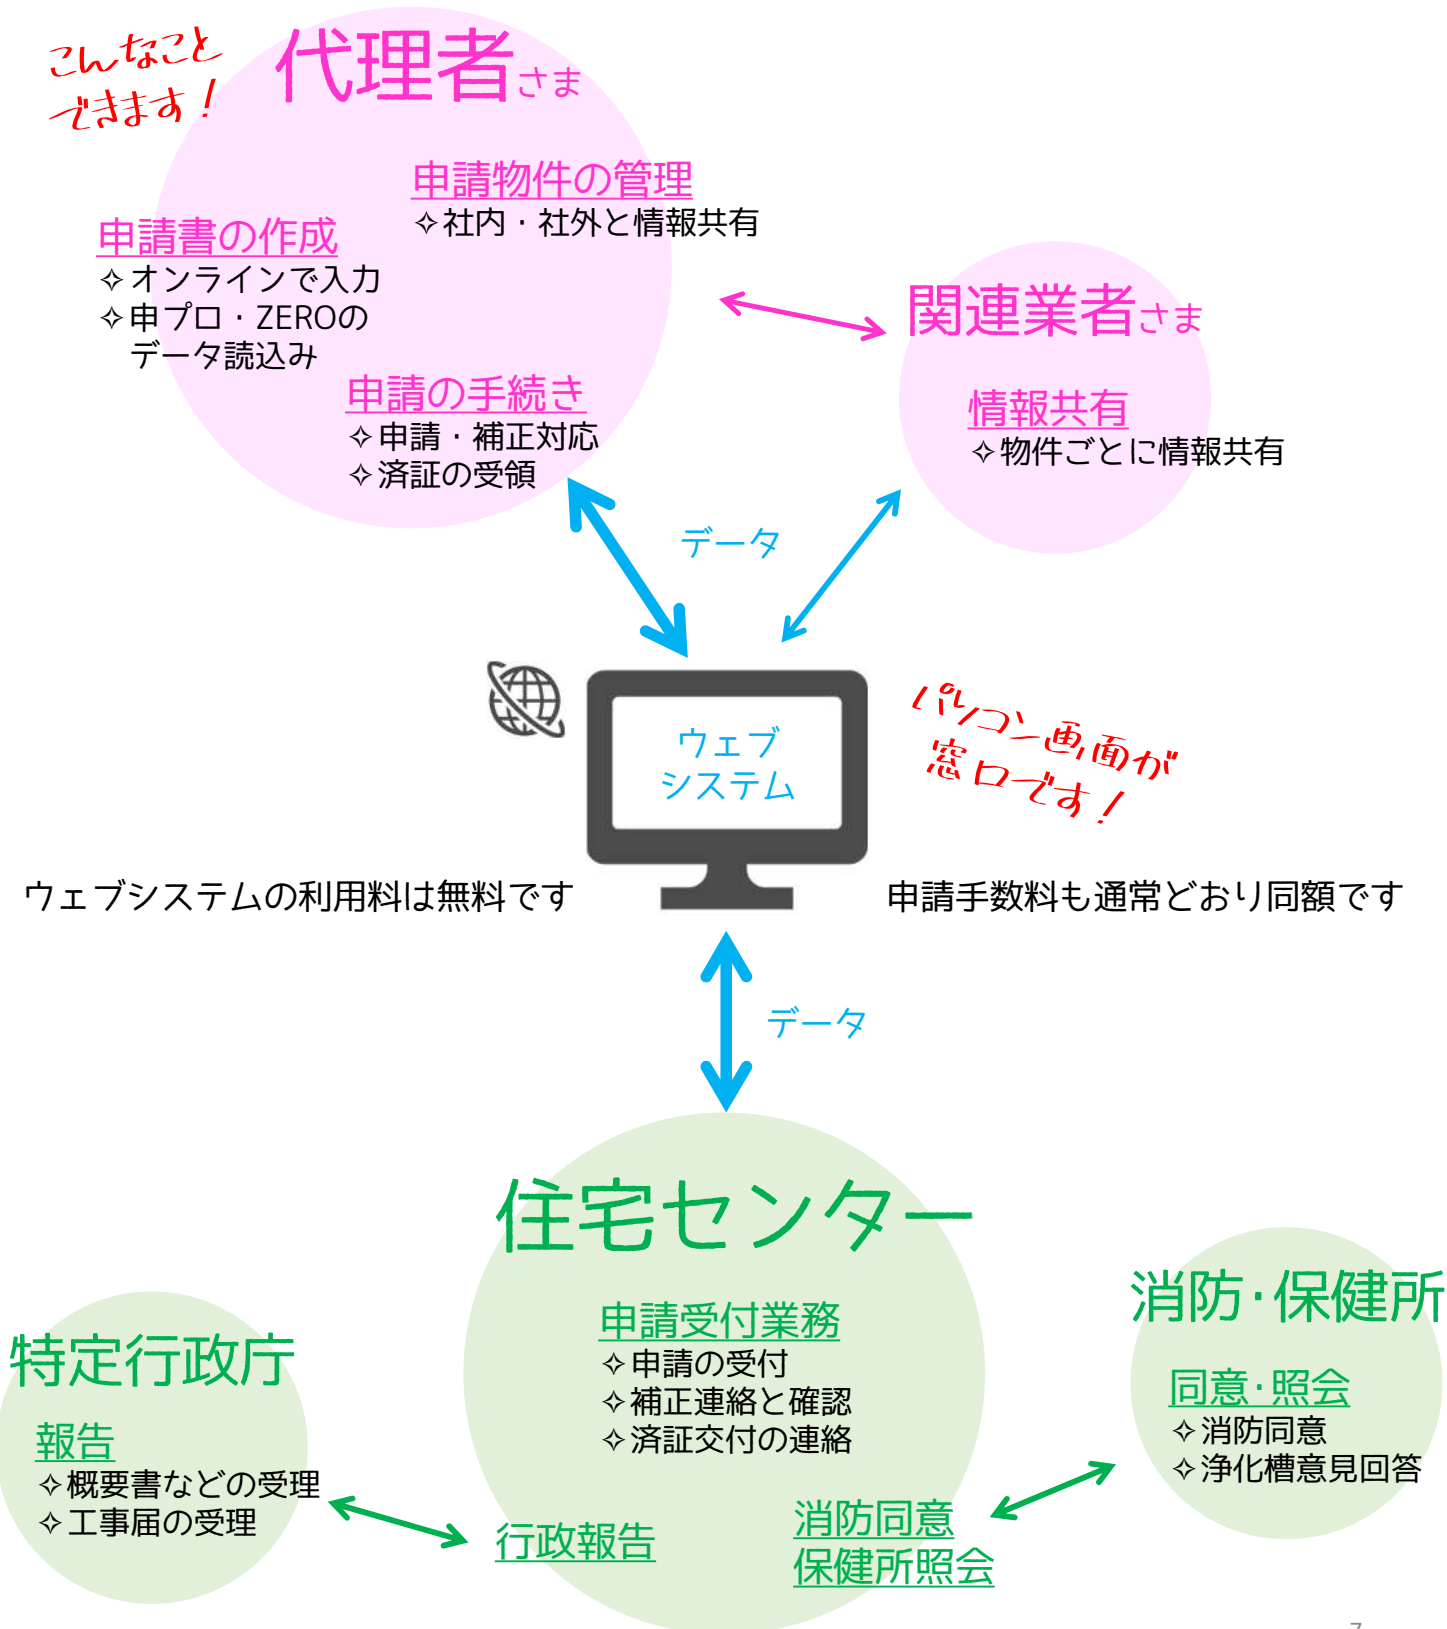 こんなこと
できます！
代理者さま
申請物件の管理
✧社内・社外と情報共有
申請書の作成
✧オンラインで入力
✧申プロ・ZEROの
データ読込み
申請の手続き
✧申請・補正対応
✧済証の受領
関連業者さま
情報共有
✧物件ごとに情報共有
データ
ウェブ
システム
パソコン画面が
窓口です！
ウェブシステムの利用料は無料です
申請手数料も通常どおり同額です
データ
住宅センター
申請受付業務
✧申請の受付
✧補正連絡と確認
✧済証交付の連絡
行政報告
消防同意
保健所照会
特定行政庁
報告
✧概要書などの受理
✧工事届の受理
消防・保健所
同意・照会
✧消防同意
✧浄化槽意見回答
7